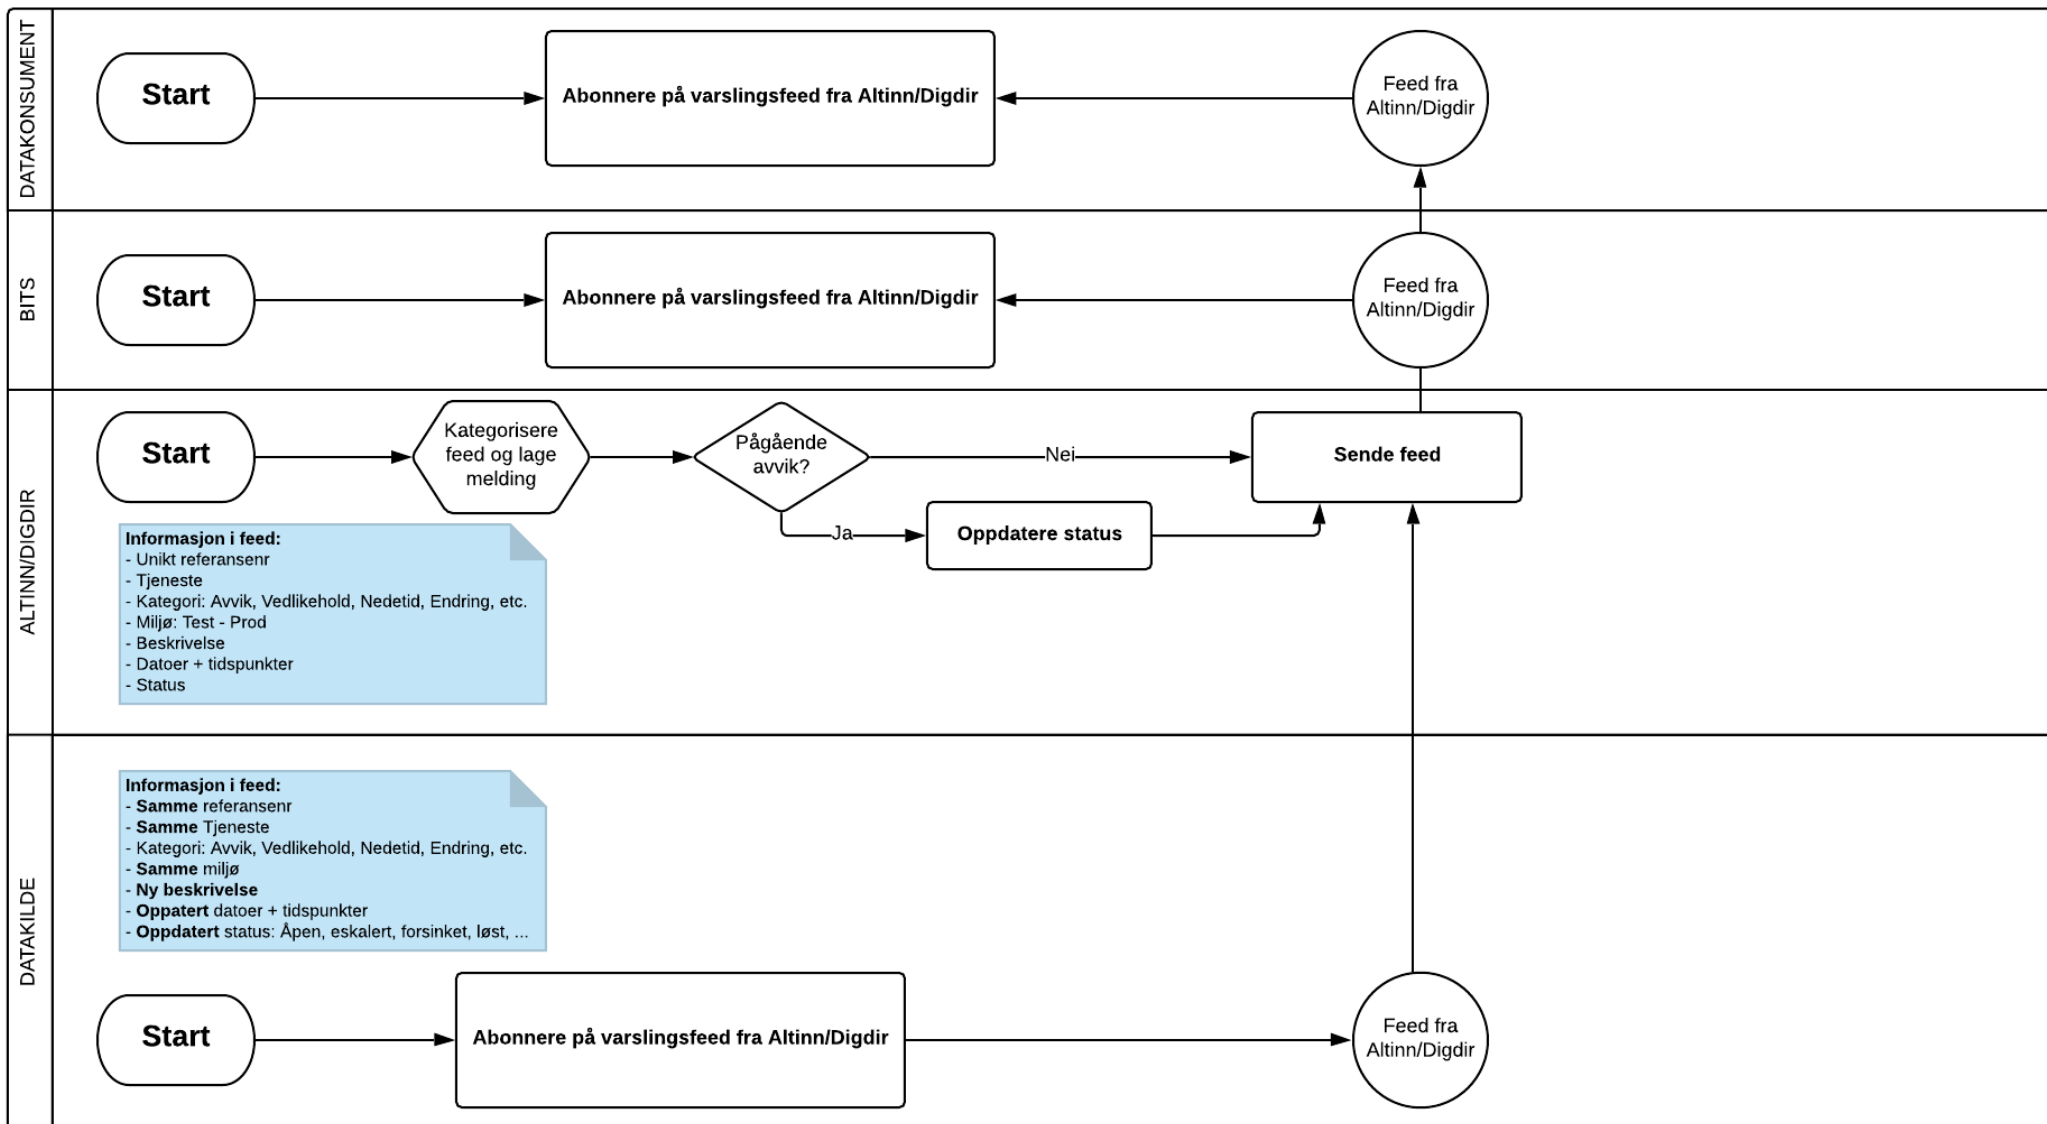 DATAKONSUMENT
Start
Abonnere på varslingsfeed fra Altinn/Digdir
Feed fra
Altinn/Digdir
BITS
Start
Abonnere på varslingsfeed fra Altinn/Digdir
Feed fra
Altinn/Digdir
ALTINN/DIGDIR
Start
Kategorisere
feed og lage
melding
Pågående
avvik?
Nei
Sende feed
Ja
Oppdatere status
Informasjon i feed:
- Unikt referansenr
- Tjeneste
- Kategori: Avvik, Vedlikehold, Nedetid, Endring, etc.
- Miljø: Test - Prod
- Beskrivelse
- Datoer + tidspunkter
- Status
DATAKILDE
Informasjon i feed:
- Samme referansenr
- Samme Tjeneste
- Kategori: Avvik, Vedlikehold, Nedetid, Endring, etc.
- Samme miljø
- Ny beskrivelse
- Oppatert datoer + tidspunkter
- Oppdatert status: Åpen, eskalert, forsinket, løst, ...
Start
Abonnere på varslingsfeed fra Altinn/Digdir
Feed fra
Altinn/Digdir